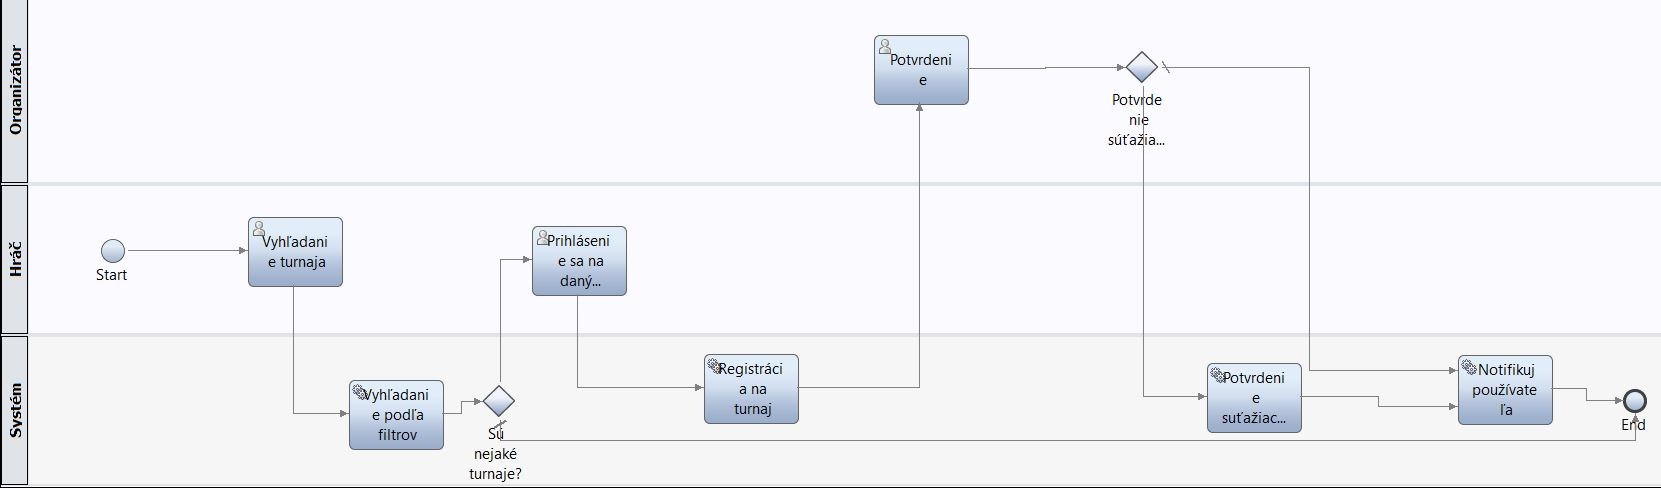 Organizátor
Potvrdeni
e
Potvrde
nie
súťažia...
Hráč
Start
Vyhľadani
e turnaja
Prihláseni
e sa na
daný...
Systém
Vyhľadani
e podľa
filtrov
Sú
nejaké
turnaje?
Registráci
a na
turnaj
Potvrdeni
e
suťažiac...
Notifikuj
používate
ľa
End